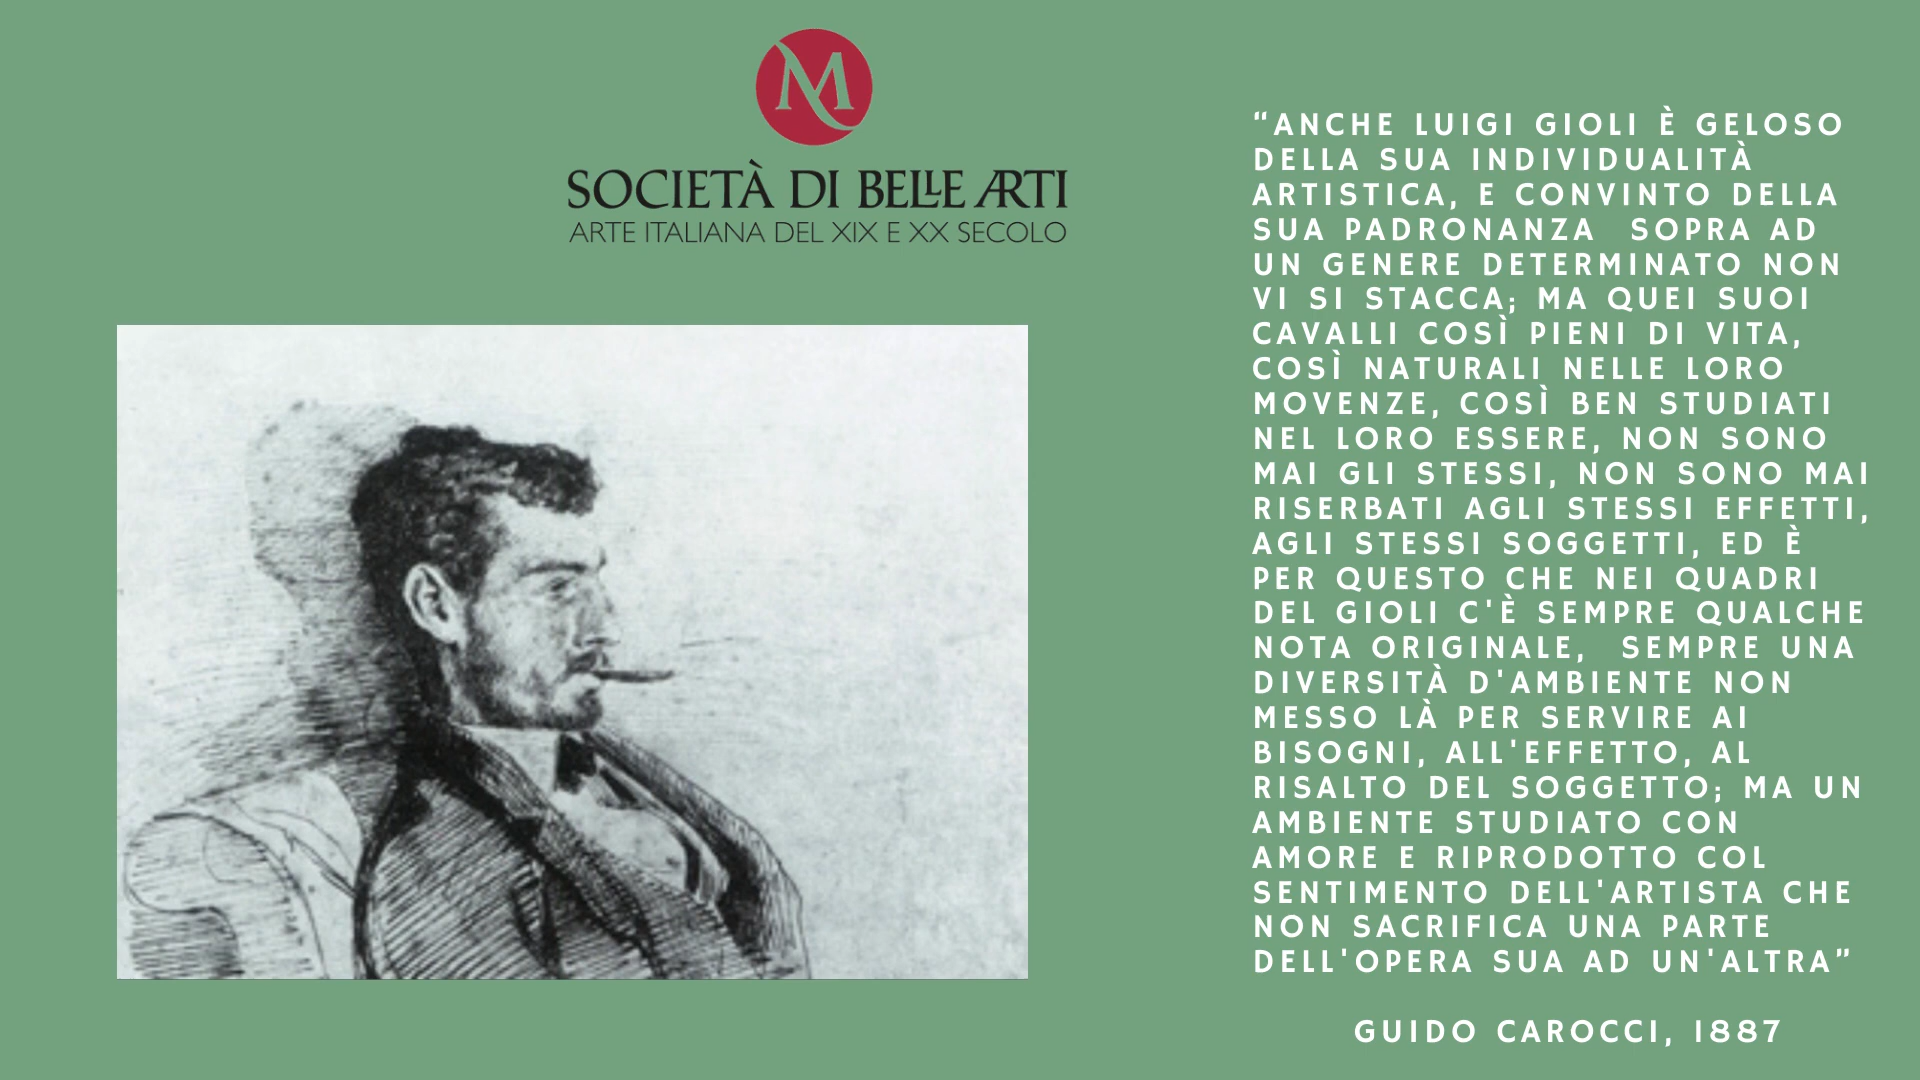 M
SOCIETÀ DI BELLE ARTI
ARTE ITALIANA DEL XIX E XX SECOLO
“ANCHE LUIGI GIOLI È GELOSO
DELLA SUA INDIVIDUALITÀ
ARTISTICA, E CONVINTO DELLA
SUA PADRONANZA  SOPRA AD
UN GENERE DETERMINATO NON
VI SI STACCA; MA QUEI SUOI
CAVALLI COSÌ PIENI DI VITA,
COSÌ NATURALI NELLE LORO
MOVENZE, COSÌ BEN STUDIATI
NEL LORO ESSERE, NON SONO
MAI GLI STESSI, NON SONO MAI
RISERBATI AGLI STESSI EFFETTI,
AGLI STESSI SOGGETTI, ED È
PER QUESTO CHE NEI QUADRI
DEL GIOLI C'È SEMPRE QUALCHE
NOTA ORIGINALE,  SEMPRE UNA
DIVERSITÀ D'AMBIENTE NON
MESSO LÀ PER SERVIRE AI
BISOGNI, ALL'EFFETTO, AL
RISALTO DEL SOGGETTO; MA UN
AMBIENTE STUDIATO CON
AMORE E RIPRODOTTO COL
SENTIMENTO DELL'ARTISTA CHE
NON SACRIFICA UNA PARTE
DELL'OPERA SUA AD UN'ALTRA”
GUIDO CAROCCI, 1887